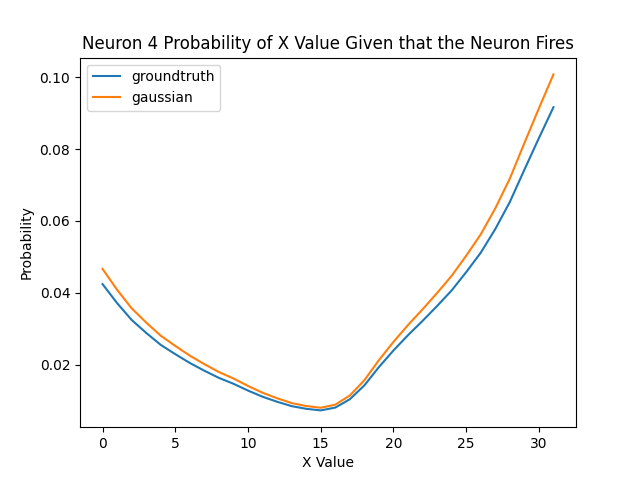 Neuron 4 Probability of X Value Given that the Neuron Fires
groundtruth
gaussian
0.10
0.08
0.06
0.04
0.02
Probability
0 5 10 15 20 25 30
X Value